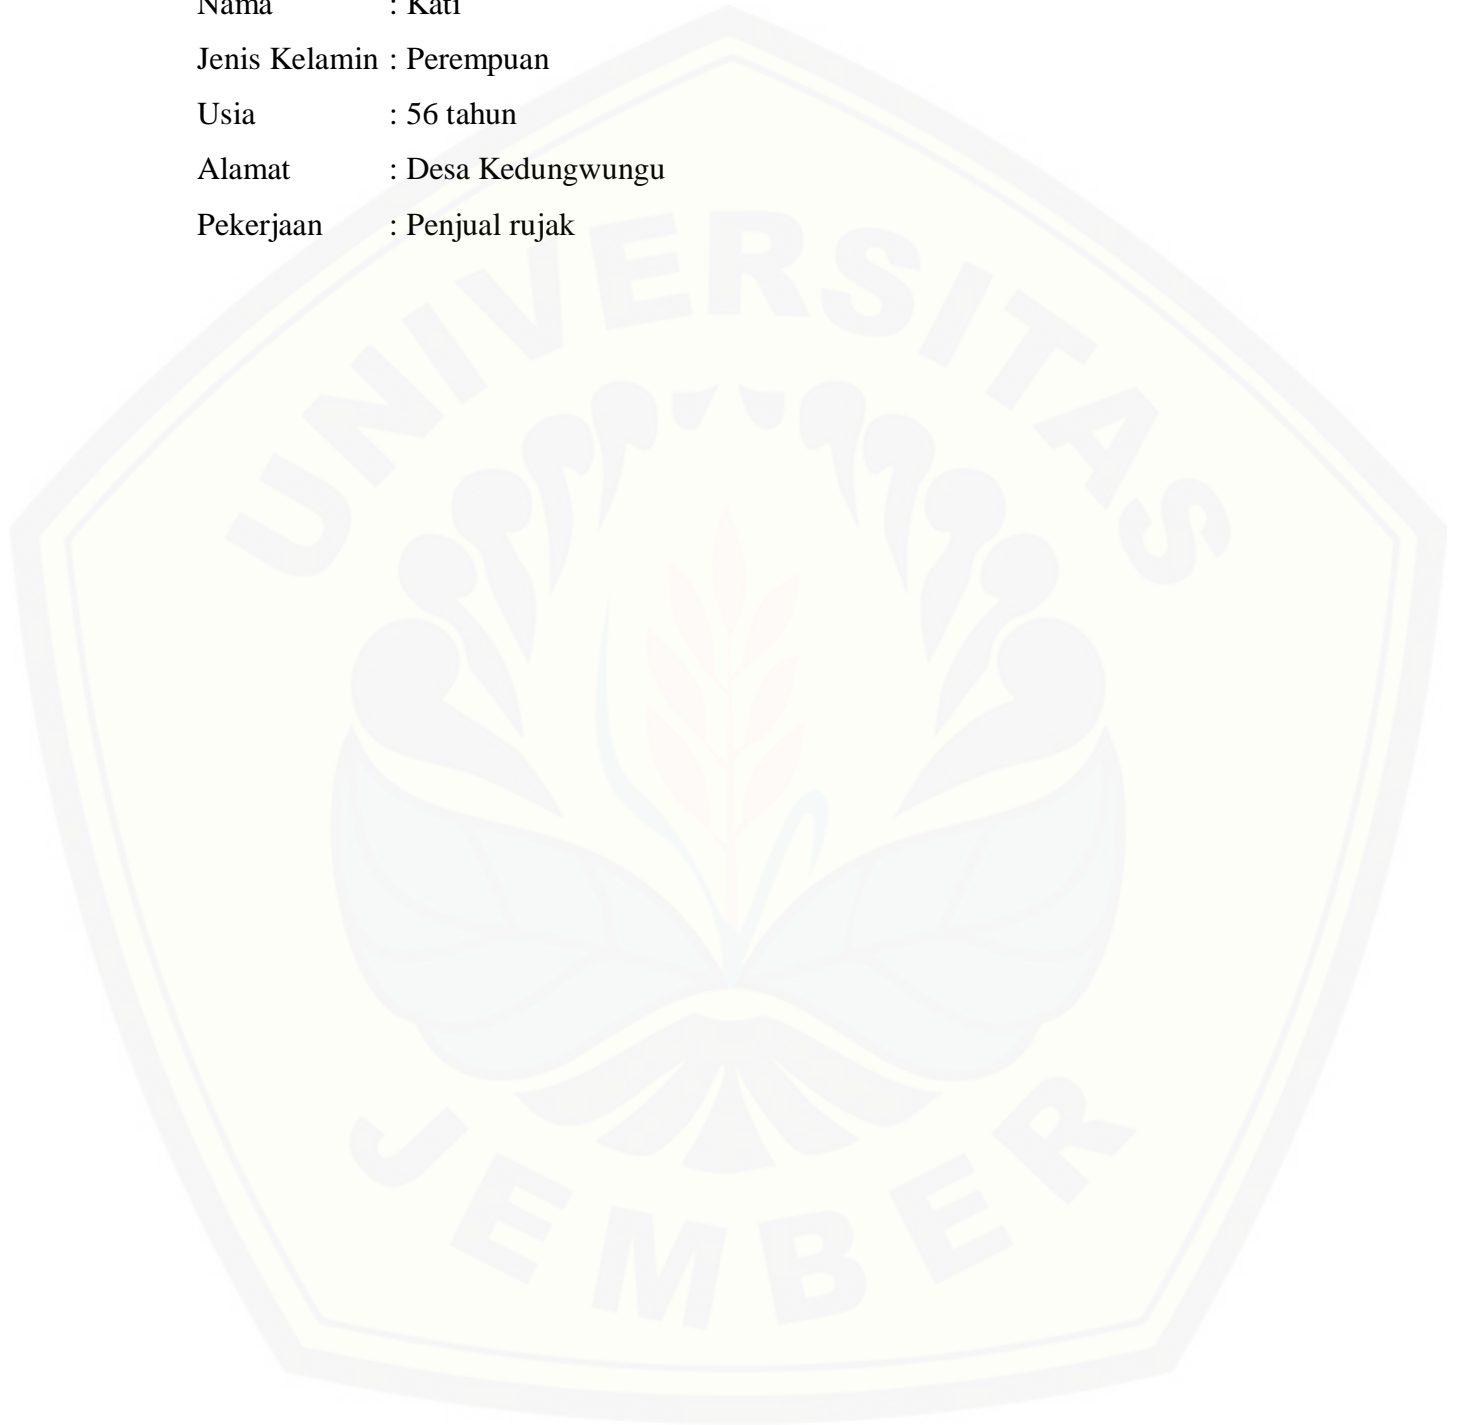 Nama : Kati
Jenis Kelamin : Perempuan
Usia : 56 tahun
Alamat : Desa Kedungwungu
Pekerjaan : Penjual rujak
UNIVERSITAS
JEMBER